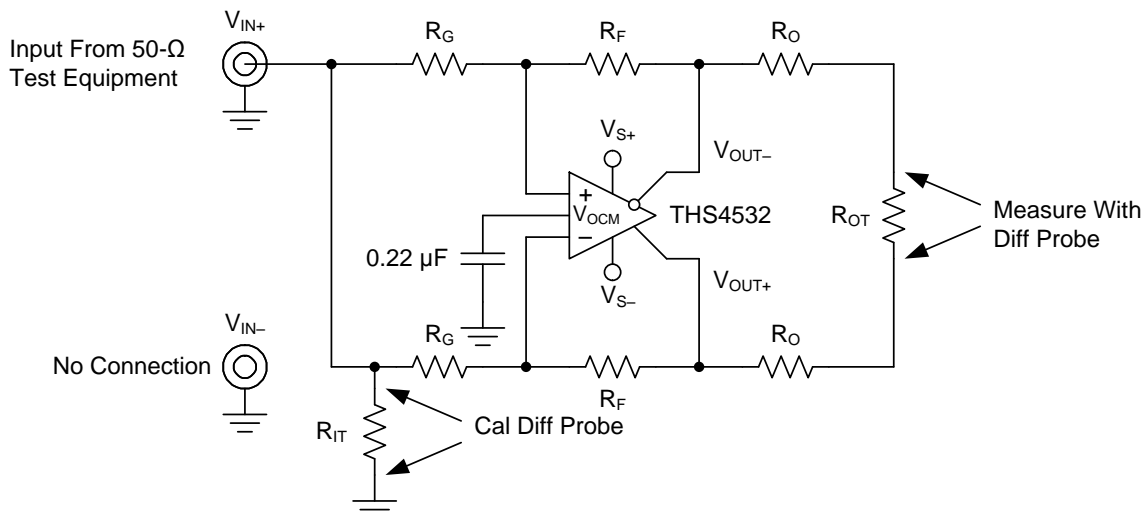 V_IN+
Input From 50-Ω
Test Equipment
R_G
R_F
R_O
V_S+
V_OUT–
+
V_OCM
–
THS4532
R_OT
Measure With
Diff Probe
0.22 µF
V_S–
V_OUT+
V_IN–
No Connection
R_G
R_F
R_O
R_IT
Cal Diff Probe